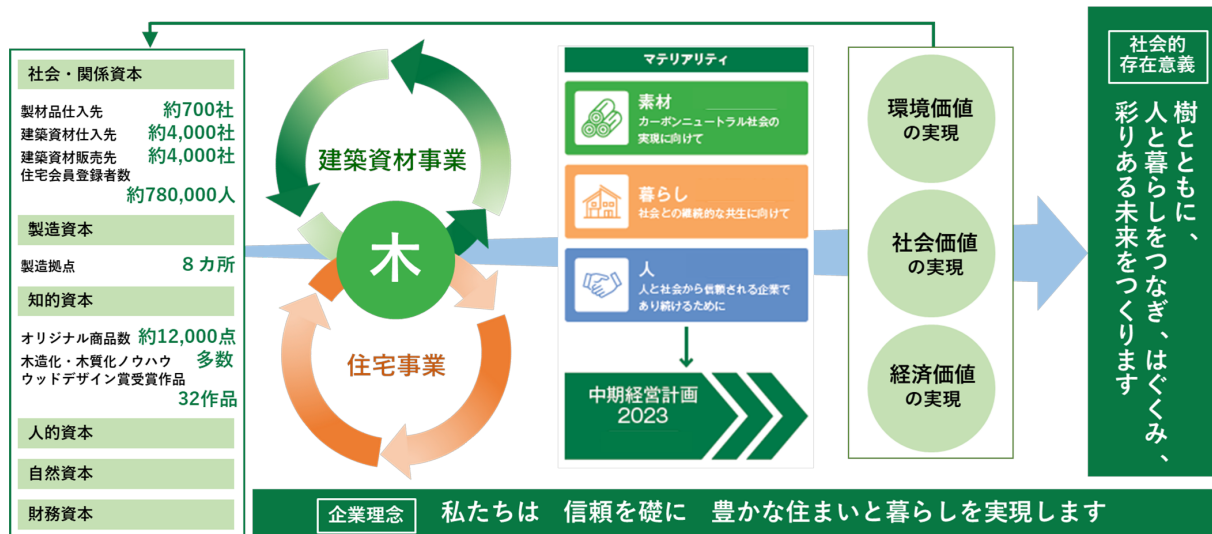 社会・関係資本
製材品仕入先 約700社
建築資材仕入先 約4,000社
建築資材販売先 約4,000社
住宅会員登録者数
約780,000人
製造資本
製造拠点 8カ所
知的資本
オリジナル商品数 約12,000点
木造化・木質化ノウハウ 多数
ウッドデザイン賞受賞作品
32作品
人的資本
自然資本
財務資本
建築資材事業
木
住宅事業
マテリアリティ
素材
カーボンニュートラル社会の
実現に向けて
暮らし
社会との継続的な共生に向けて
人
人と社会から信頼される企業で
あり続けるために
中期経営計画
2023
環境価値
の実現
社会価値
の実現
経済価値
の実現
社会的
存在意義
樹とともに、
人と暮らしをつなぎ、はぐくみ、
彩りある未来をつくります
企業理念 私たちは 信頼を礎に 豊かな住まいと暮らしを実現します